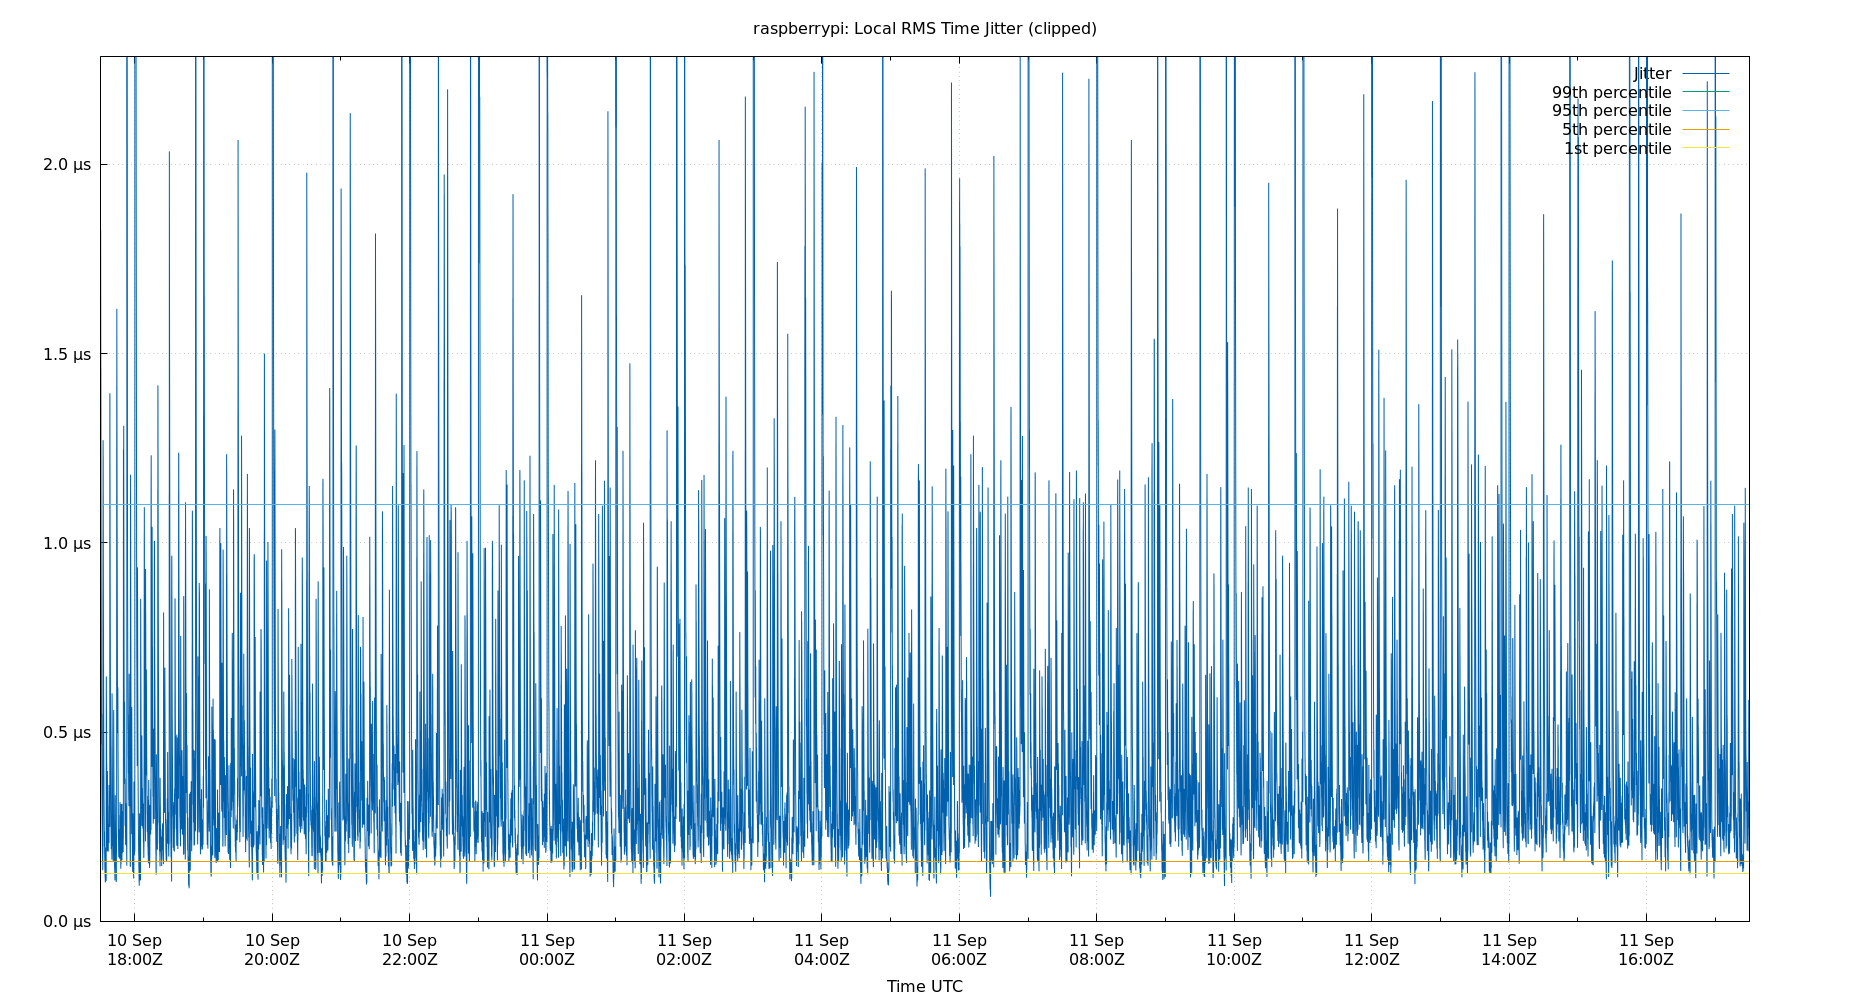 raspberrypi: Local RMS Time Jitter (clipped)
Jitter
99th percentile
95th percentile
5th percentile
1st percentile
2.0 µs
1.5 µs
1.0 µs
0.5 µs
0.0 µs
10 Sep 10 Sep 10 Sep 11 Sep 11 Sep 11 Sep 11 Sep 11 Sep 11 Sep 11 Sep 11 Sep 11 Sep
18:00Z 20:00Z 22:00Z 00:00Z 02:00Z 04:00Z 06:00Z 08:00Z 10:00Z 12:00Z 14:00Z 16:00Z
Time UTC